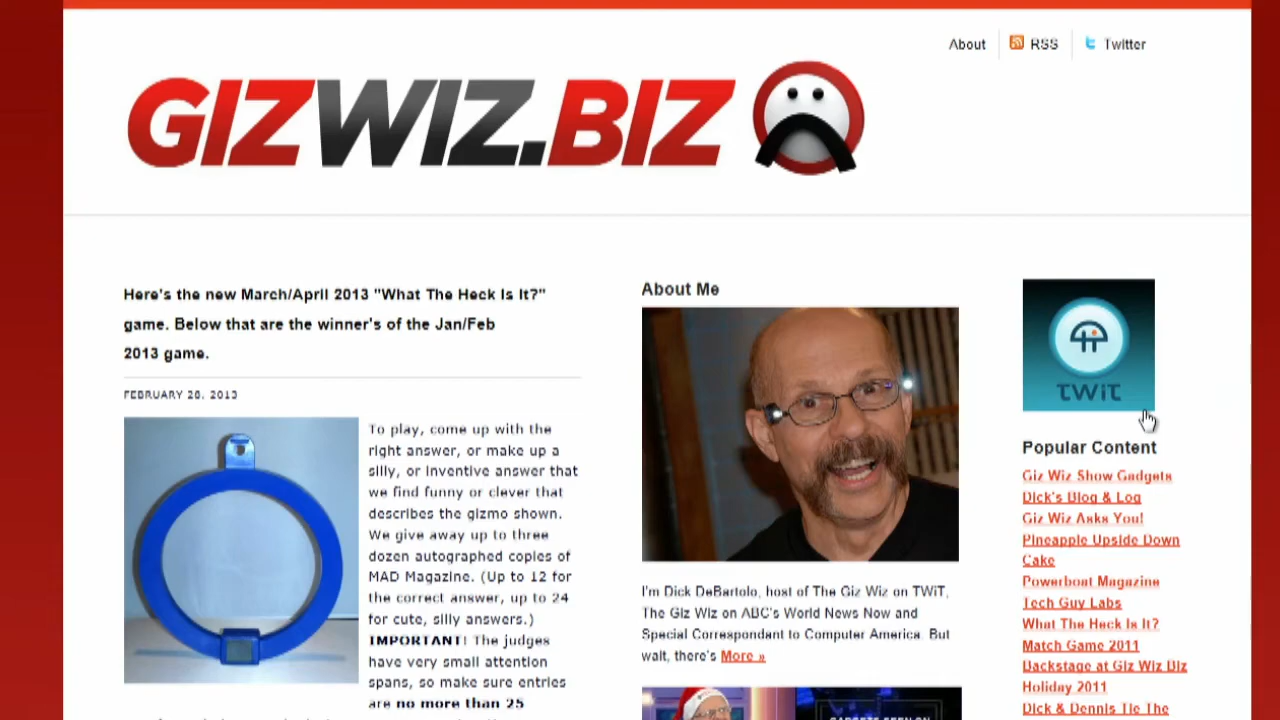 About
RSS
Twitter
GIZWIZ.BIZ
Here's the new March/April 2013 "What The Heck Is It?"
game. Below that are the winner's of the Jan/Feb
2013 game.
FEBRUARY 28, 2013
To play, come up with the
right answer, or make up a
silly, or inventive answer that
we find funny or clever that
describes the gizmo shown.
We give away up to three
dozen autographed copies of
MAD Magazine. (Up to 12 for
the correct answer, up to 24
for cute, silly answers.)
IMPORTANT! The judges
have very small attention
spans, so make sure entries
are no more than 25
About Me
I'm Dick DeBartolo, host of The Giz Wiz on TWiT,
The Giz Wiz on ABC's World News Now and
Special Correspondant to Computer America. But
wait, there's More »
TWiT
Popular Content
Giz Wiz Show Gadgets
Dick's Blog & Log
Giz Wiz Asks You!
Pineapple Upside Down
Cake
Powerboat Magazine
Tech Guy Labs
What The Heck Is It?
Match Game 2011
Backstage at Giz Wiz Biz
Holiday 2011
Dick & Dennis Tie The